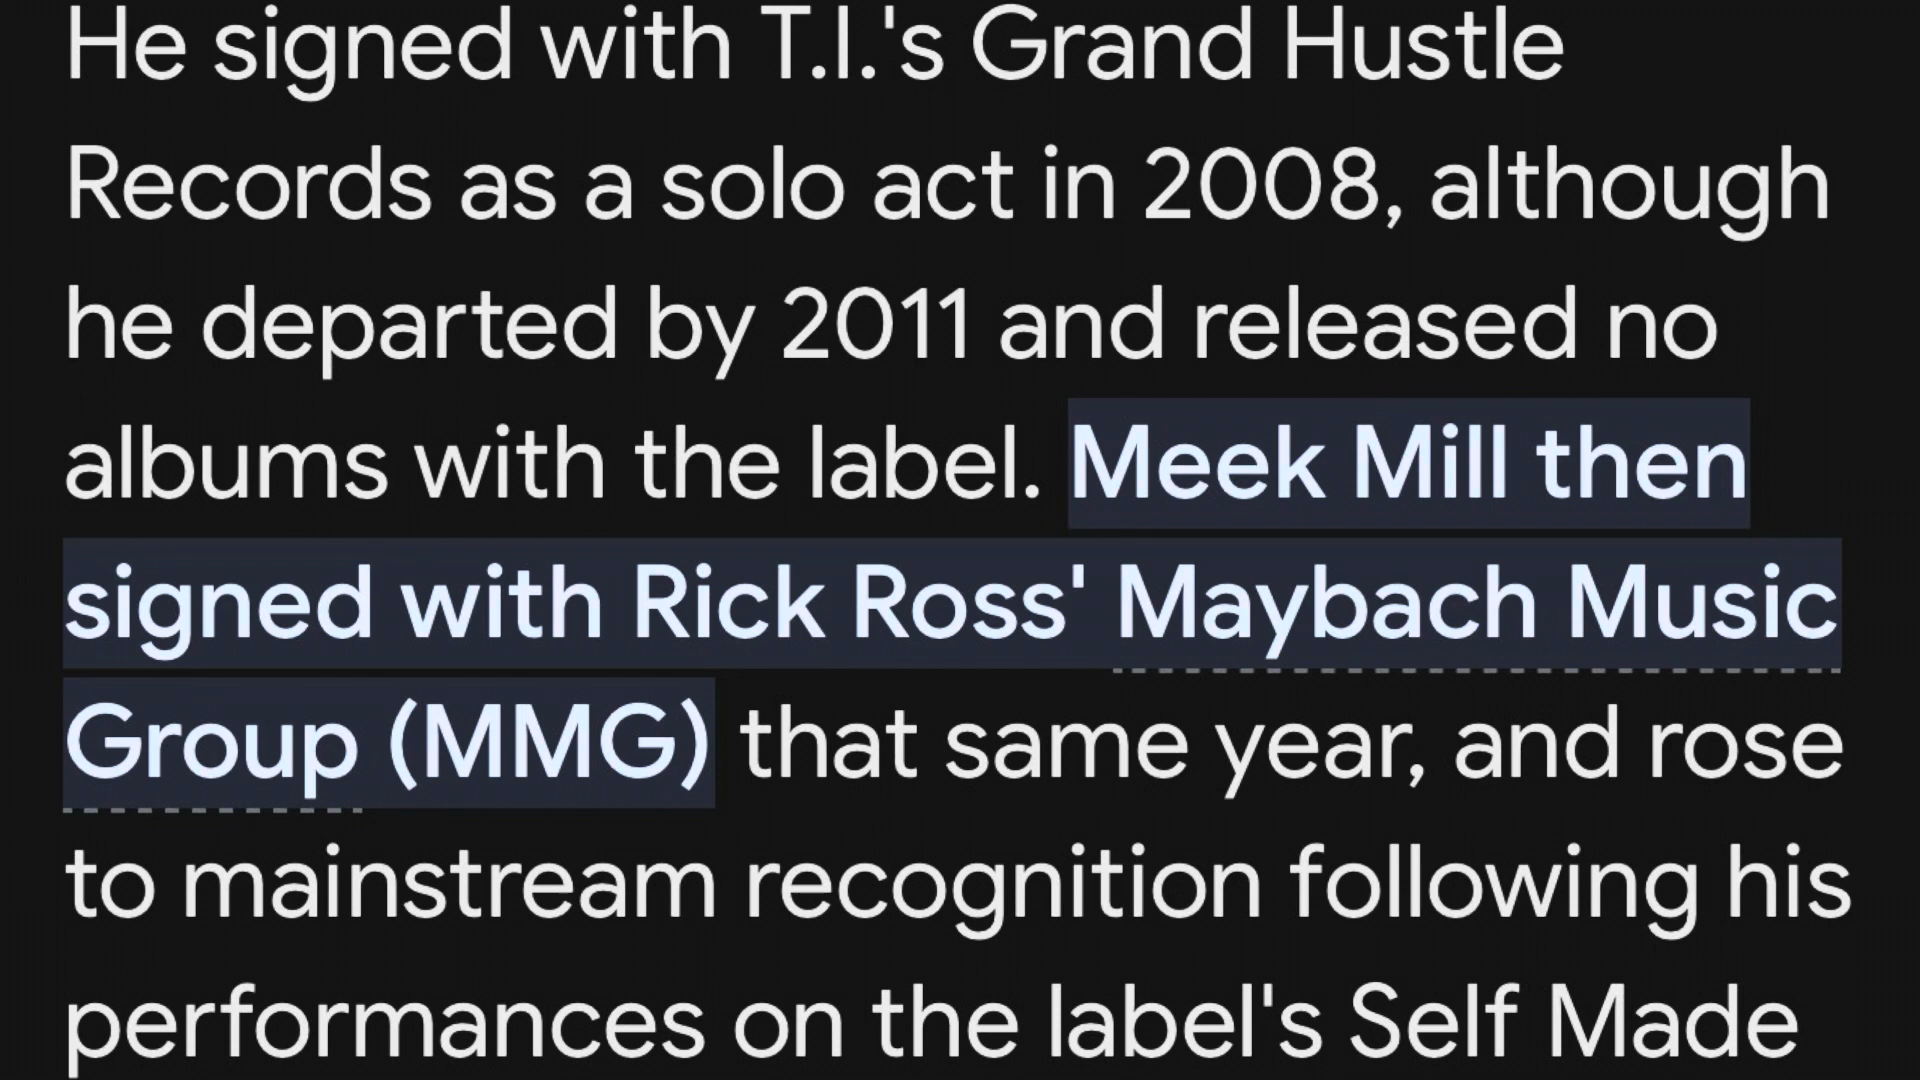 He signed with T.I.'s Grand Hustle
Records as a solo act in 2008, although
he departed by 2011 and released no
albums with the label. Meek Mill then
signed with Rick Ross' Maybach Music
Group (MMG) that same year, and rose
to mainstream recognition following his
performances on the label's Self Made